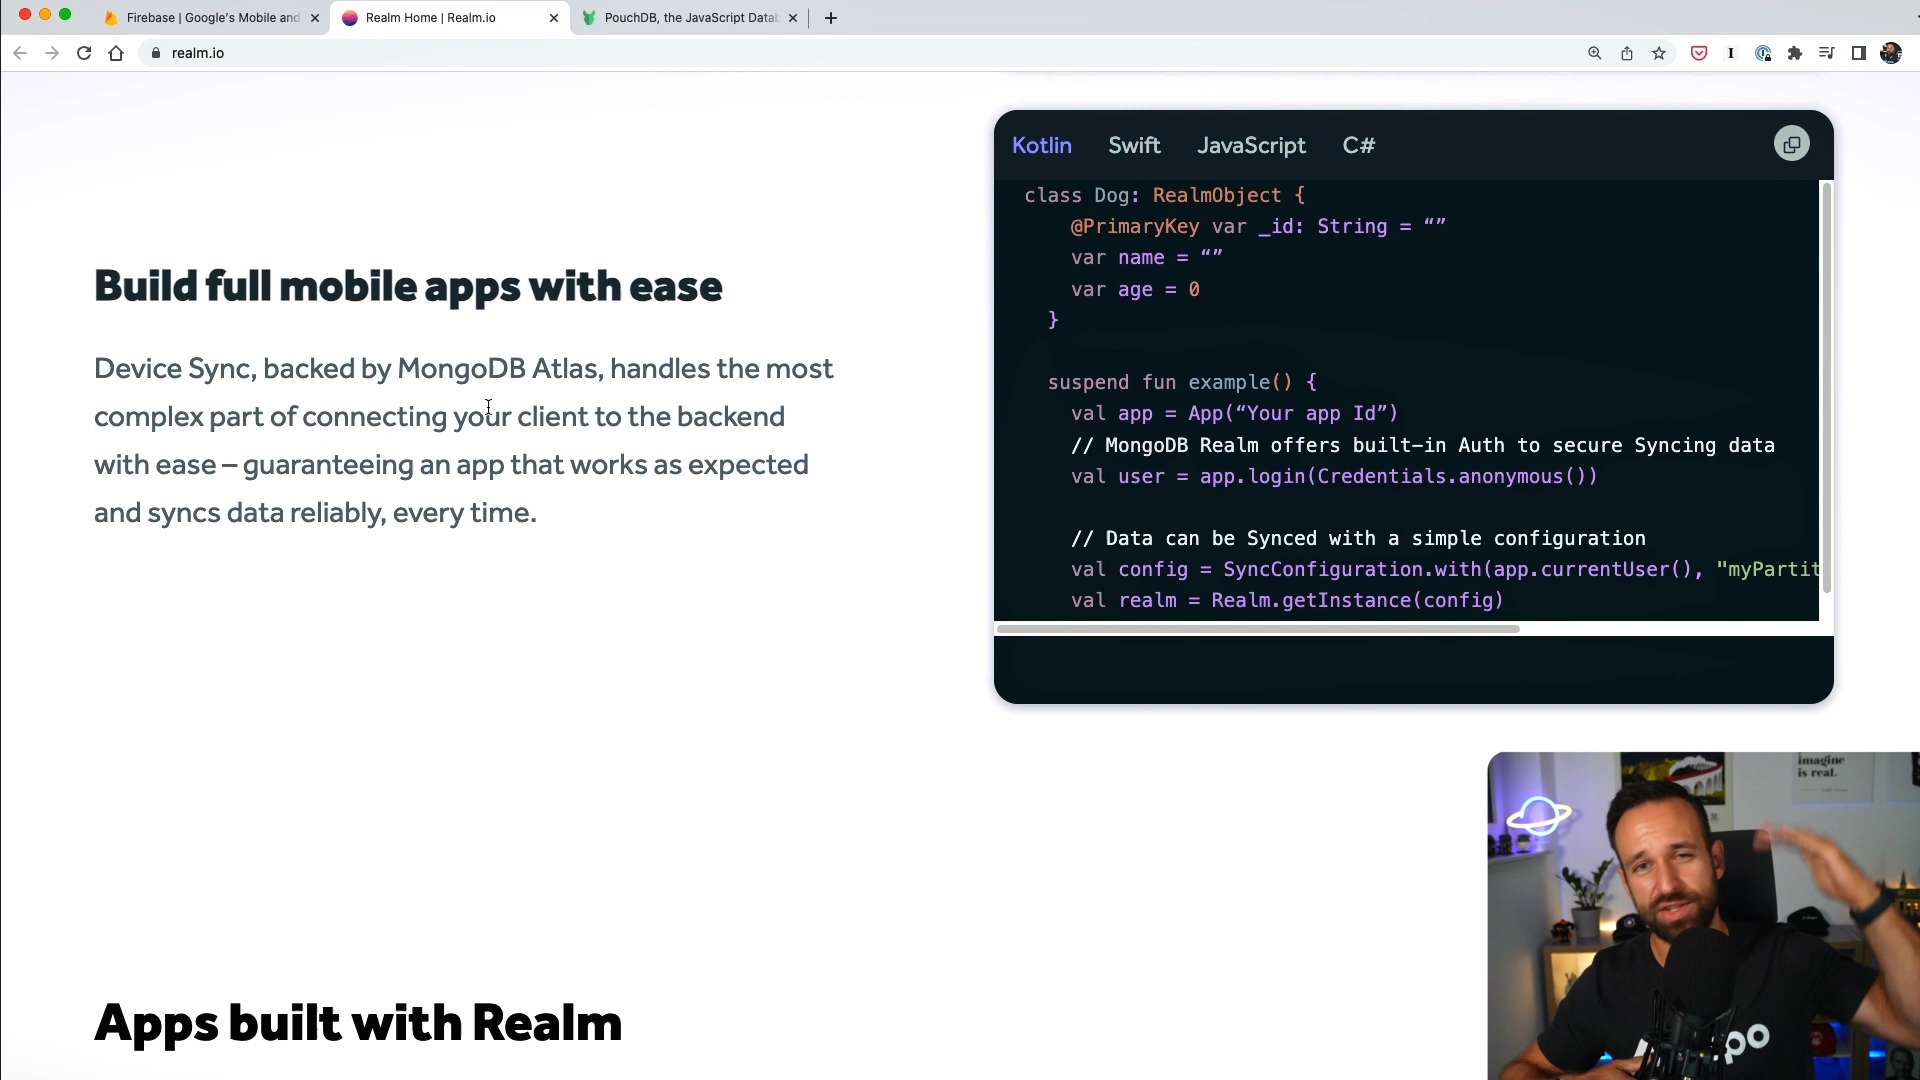 Firebase | Google's Mobile and
Realm Home | Realm.io
PouchDB, the JavaScript Datab
realm.io
Build full mobile apps with ease
Device Sync, backed by MongoDB Atlas, handles the most
complex part of connecting your client to the backend
with ease – guaranteeing an app that works as expected
and syncs data reliably, every time.
Kotlin Swift JavaScript C#
class Dog: RealmObject {
@PrimaryKey var _id: String = “”
var name = “”
var age = 0
}
suspend fun example() {
val app = App(“Your app Id”)
// MongoDB Realm offers built-in Auth to secure Syncing data
val user = app.login(Credentials.anonymous())
// Data can be Synced with a simple configuration
val config = SyncConfiguration.with(app.currentUser(), "myPartit
val realm = Realm.getInstance(config)
Apps built with Realm
imagine
is real.